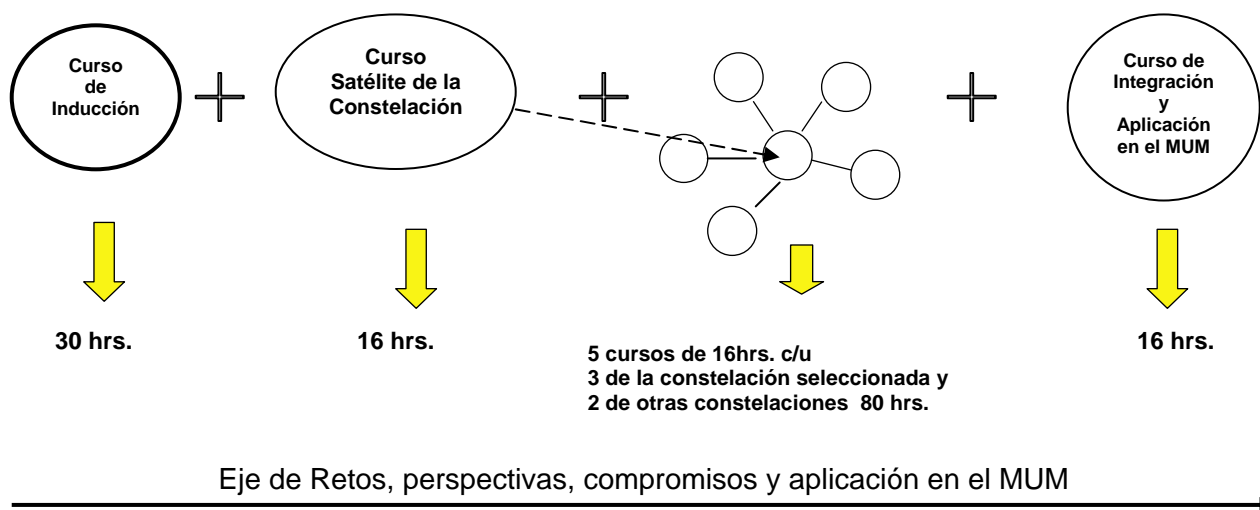 Curso
de
Inducción
Curso
Satélite de la
Constelación
Curso de
Integración
y
Aplicación
en el MUM
30 hrs.
16 hrs.
5 cursos de 16hrs. c/u
3 de la constelación seleccionada y
2 de otras constelaciones  80 hrs.
16 hrs.
Eje de Retos, perspectivas, compromisos y aplicación en el MUM